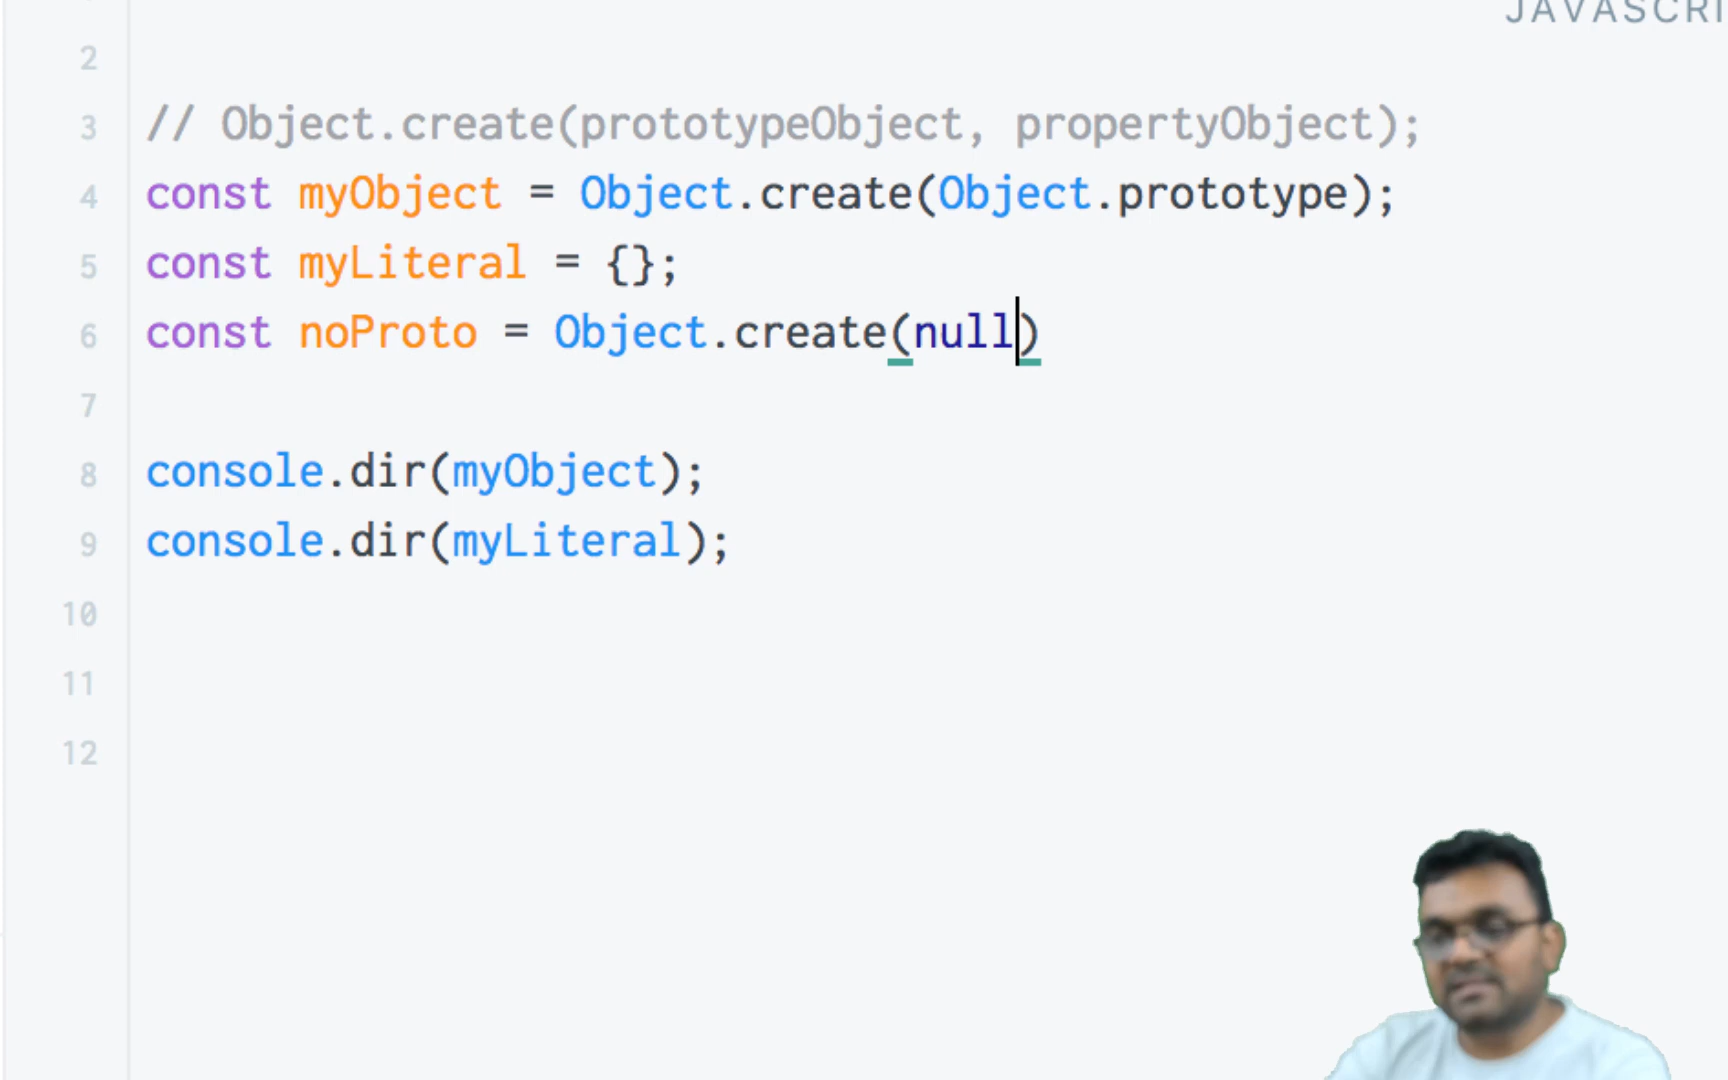 JAVASCRI
2
3 // Object.create(prototypeObject, propertyObject);
4 const myObject = Object.create(Object.prototype);
5 const myLiteral = {};
6 const noProto = Object.create(null)
7
8 console.dir(myObject);
9 console.dir(myLiteral);
10
11
12